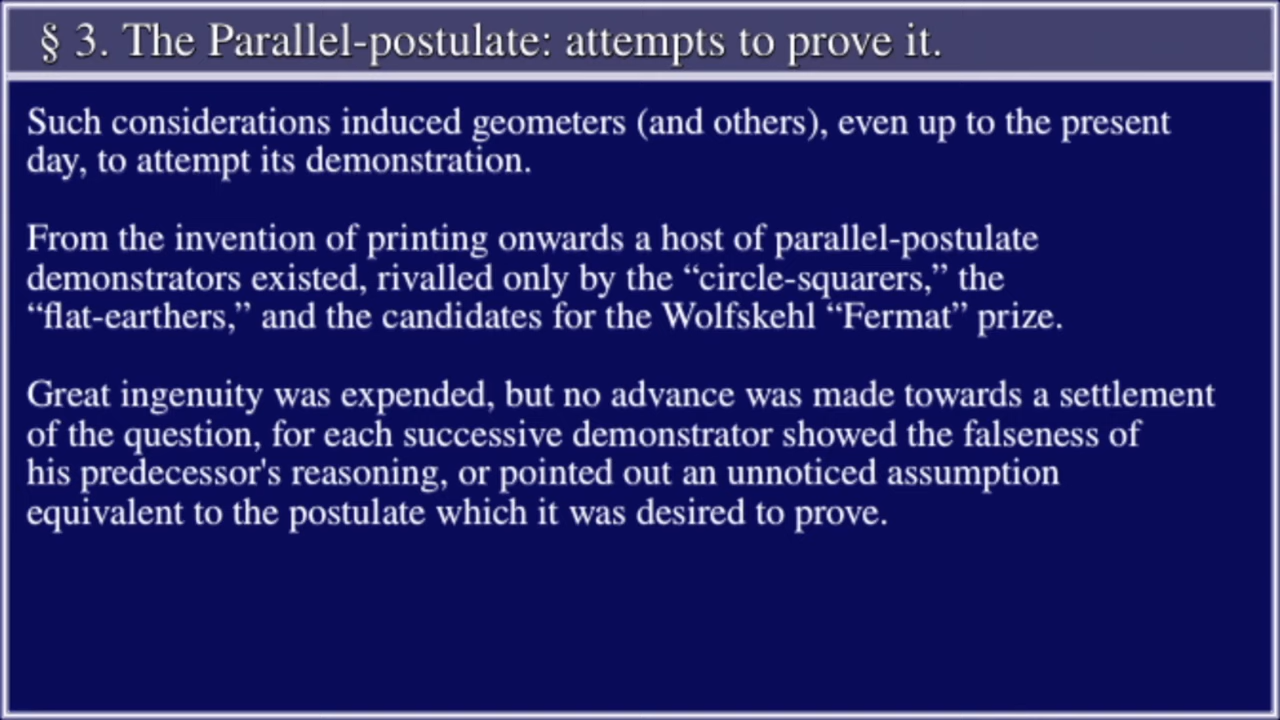 § 3. The Parallel-postulate: attempts to prove it.
Such considerations induced geometers (and others), even up to the present
day, to attempt its demonstration.
From the invention of printing onwards a host of parallel-postulate
demonstrators existed, rivalled only by the “circle-squarers,” the
“flat-earthers,” and the candidates for the Wolfskehl “Fermat” prize.
Great ingenuity was expended, but no advance was made towards a settlement
of the question, for each successive demonstrator showed the falseness of
his predecessor's reasoning, or pointed out an unnoticed assumption
equivalent to the postulate which it was desired to prove.